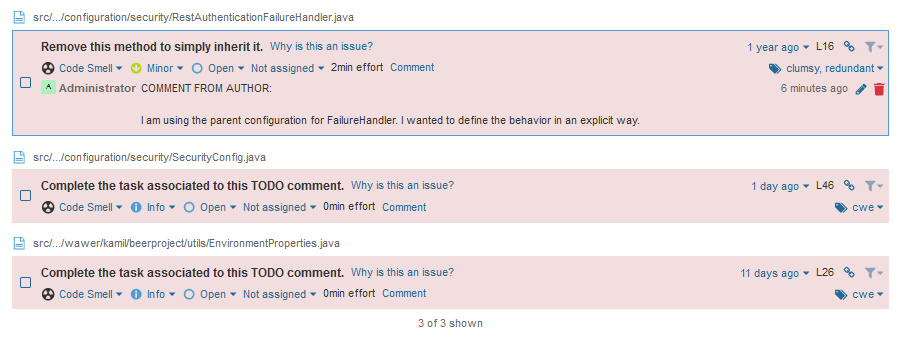 src/.../configuration/security/RestAuthenticationFailureHandler.java
Remove this method to simply inherit it. Why is this an issue? 1 year ago L16
Code Smell Minor Open Not assigned 2min effort Comment clumsy, redundant
A Administrator COMMENT FROM AUTHOR: 6 minutes ago
I am using the parent configuration for FailureHandler. I wanted to define the behavior in an explicit way.
src/.../configuration/security/SecurityConfig.java
Complete the task associated to this TODO comment. Why is this an issue? 1 day ago L46
Code Smell Info Open Not assigned 0min effort Comment cwe
src/.../wawer/kamil/beerproject/utils/EnvironmentProperties.java
Complete the task associated to this TODO comment. Why is this an issue? 11 days ago L26
Code Smell Info Open Not assigned 0min effort Comment cwe
3 of 3 shown